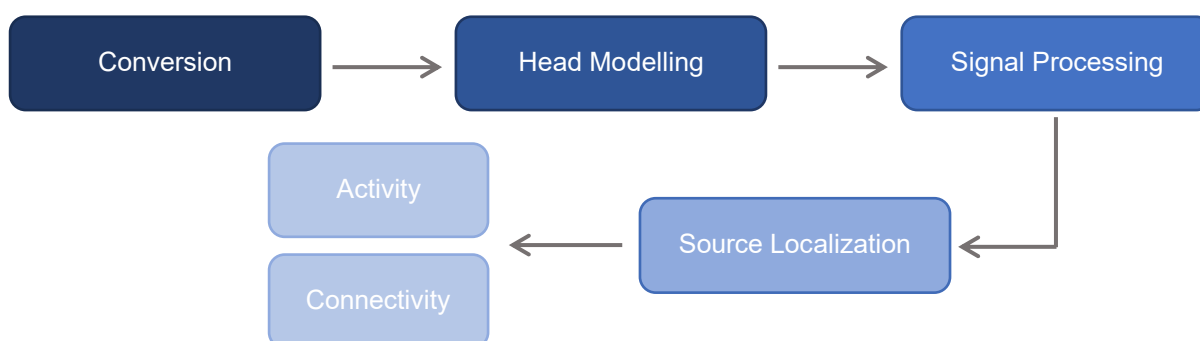 Conversion
Head Modelling
Signal Processing
Activity
Source Localization
Connectivity